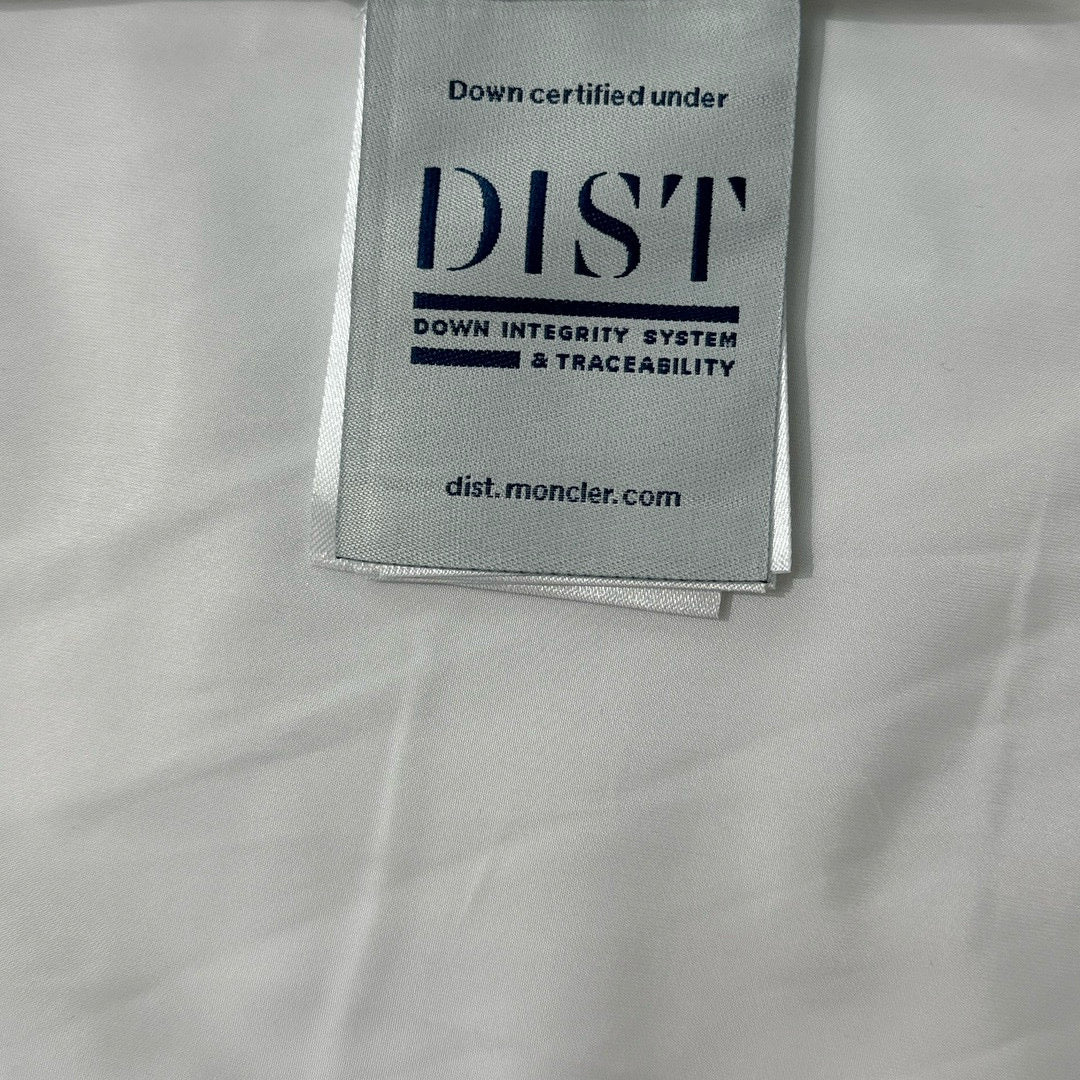 Down certified under
DIST
DOWN INTEGRITY SYSTEM
& TRACEABILITY
dist.moncler.com